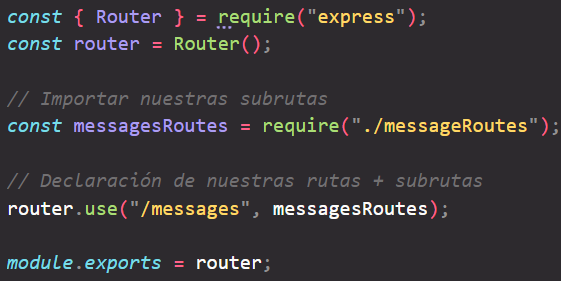 const { Router } = require("express");
const router = Router();
// Importar nuestras subrutas
const messagesRoutes = require("./messageRoutes");
// Declaración de nuestras rutas + subrutas
router.use("/messages", messagesRoutes);
module.exports = router;